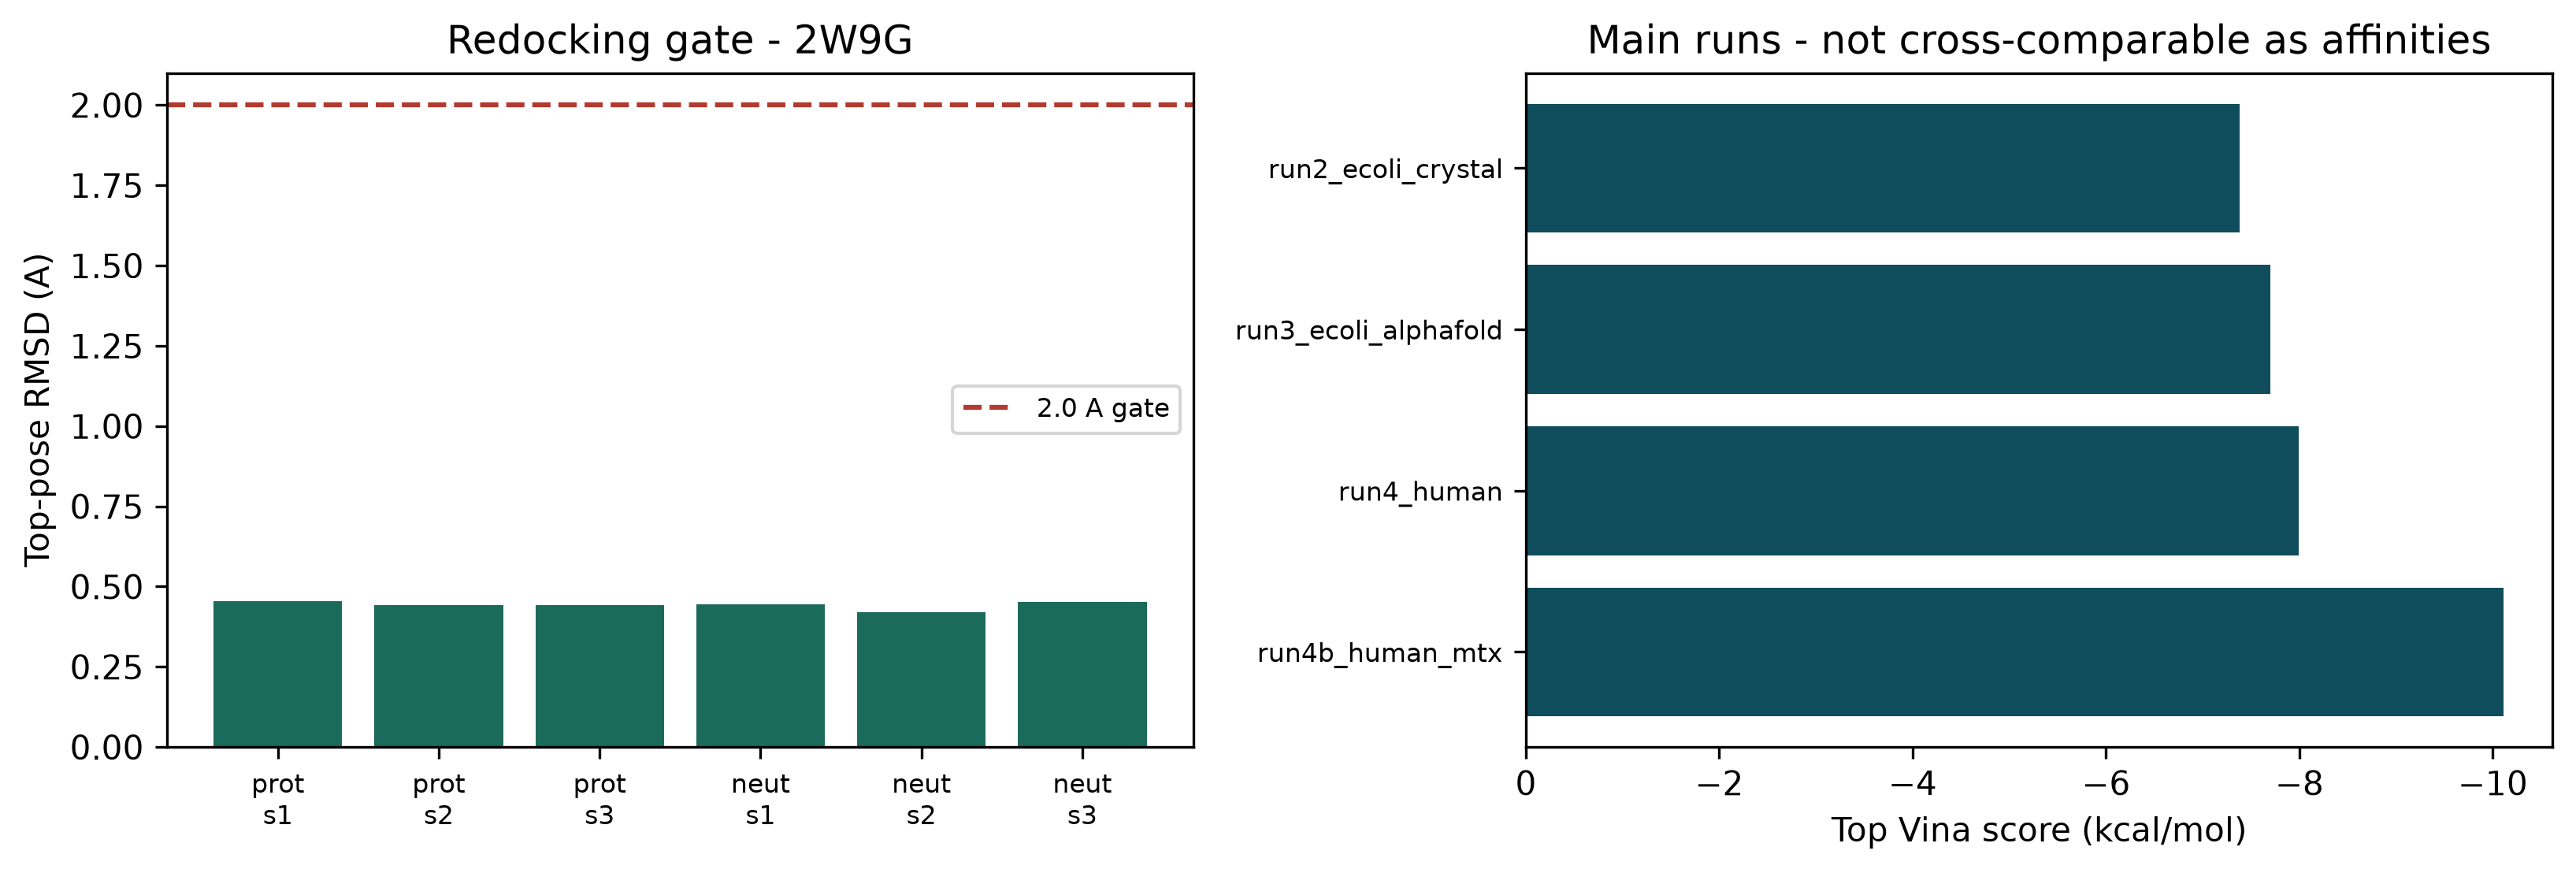 Redocking gate - 2W9G
Top-pose RMSD (A)
2.00
1.75
1.50
1.25
1.00
0.75
0.50
0.25
0.00
2.0 A gate
prot
s1
prot
s2
prot
s3
neut
s1
neut
s2
neut
s3
Main runs - not cross-comparable as affinities
run2_ecoli_crystal
run3_ecoli_alphafold
run4_human
run4b_human_mtx
0
−2
−4
−6
−8
−10
Top Vina score (kcal/mol)